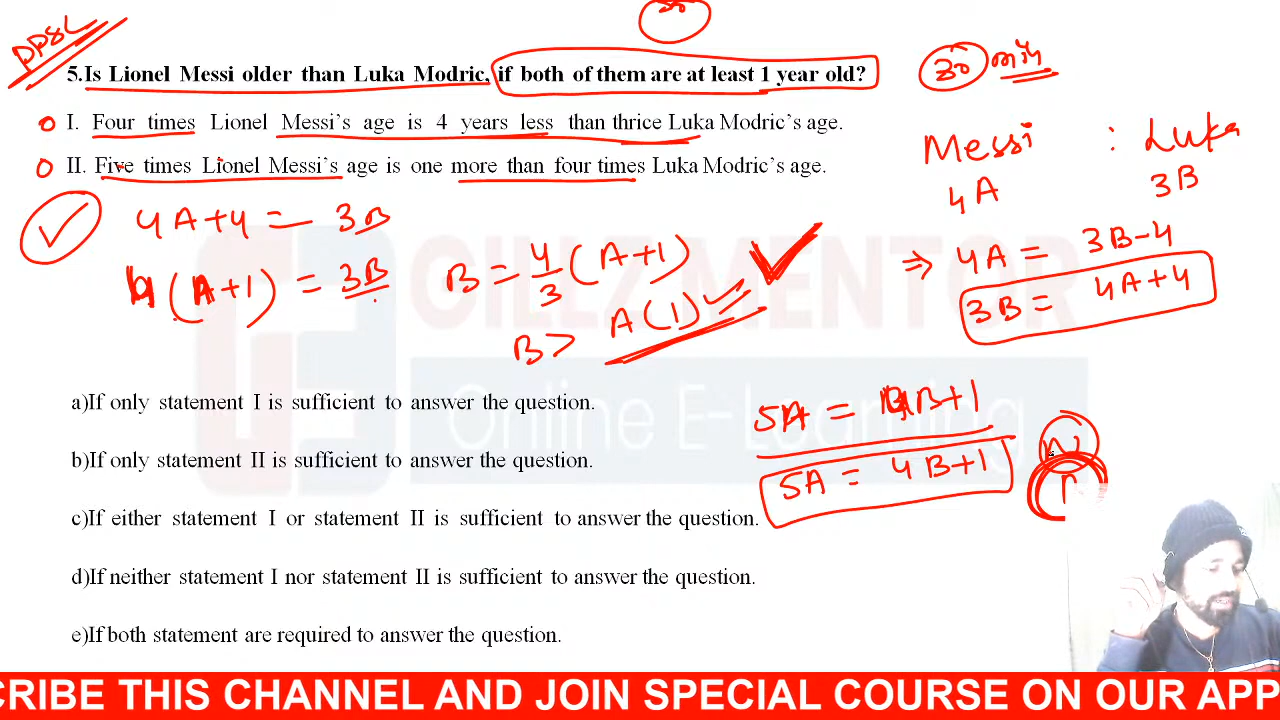 DPSL
5.Is Lionel Messi older than Luka Modric, if both of them are at least 1 year old?
I. Four times Lionel Messi's age is 4 years less than thrice Luka Modric's age.
II. Five times Lionel Messi's age is one more than four times Luka Modric's age.
Messi : Luka
4A 3B
4A+4 = 3B
4(A+1) = 3B
B = 4/3 (A+1)
B > A(1)
⇒ 4A = 3B-4
3B = 4A+4
a)If only statement I is sufficient to answer the question.
b)If only statement II is sufficient to answer the question.
c)If either statement I or statement II is sufficient to answer the question.
d)If neither statement I nor statement II is sufficient to answer the question.
e)If both statement are required to answer the question.
5A = 4B+1
5A = 4B+1
GILLZ MENTOR
Online E-Learning
CRIBE THIS CHANNEL AND JOIN SPECIAL COURSE ON OUR APP